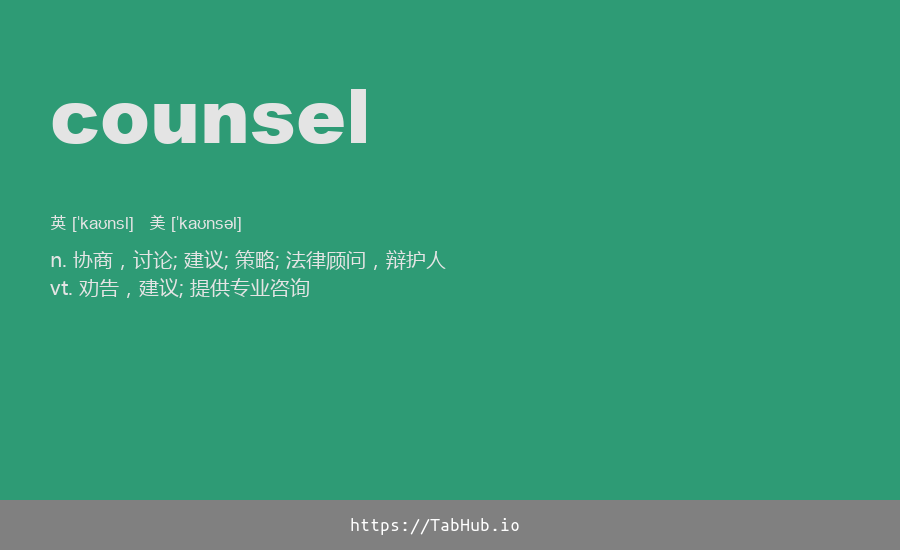 counsel
英 [ˈkaʊnsl] 美 [ˈkaʊnsəl]
n. 协商，讨论; 建议; 策略; 法律顾问，辩护人
vt. 劝告，建议; 提供专业咨询
https://TabHub.io